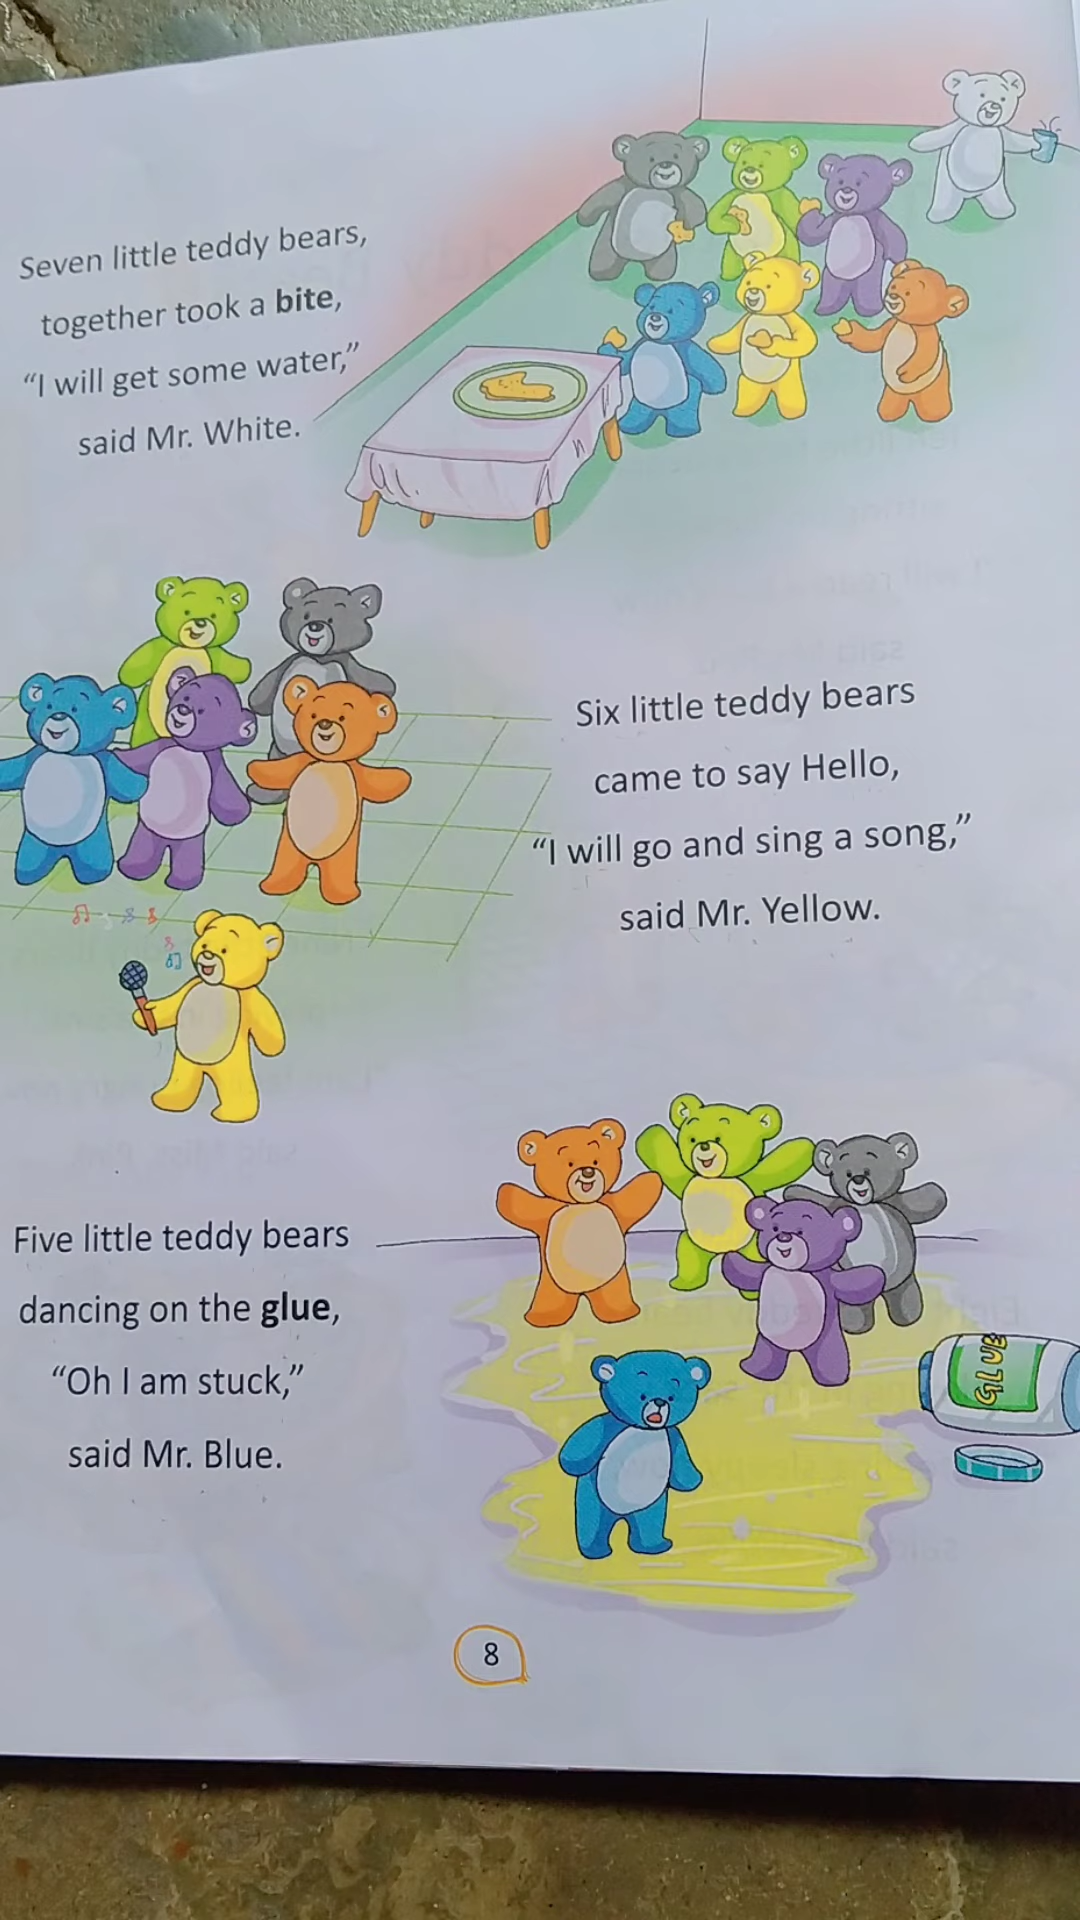 Seven little teddy bears,
together took a bite,
“I will get some water,”
said Mr. White.
Six little teddy bears
came to say Hello,
“I will go and sing a song,”
said Mr. Yellow.
Five little teddy bears
dancing on the glue,
“Oh I am stuck,”
said Mr. Blue.
GLUE
8